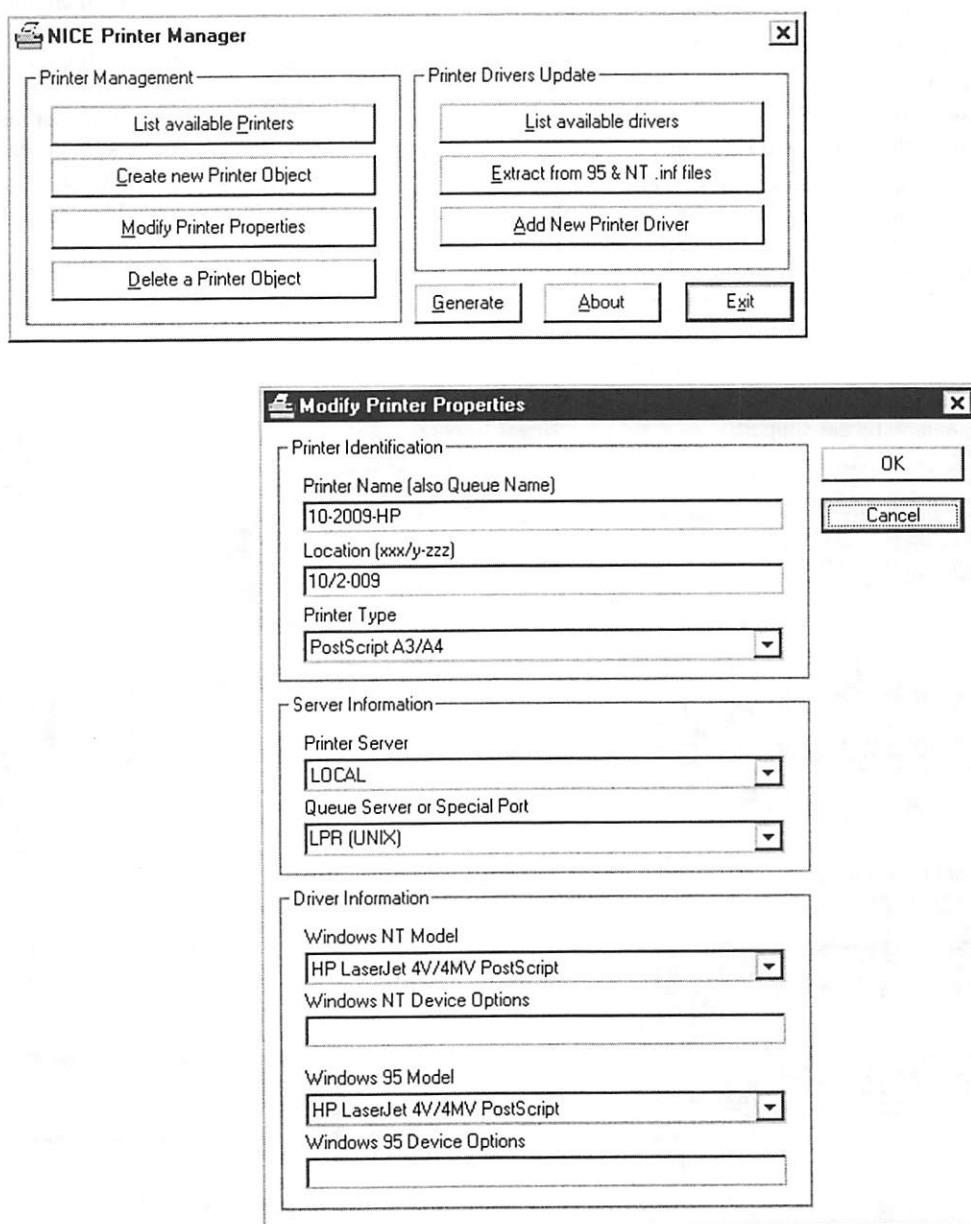 NICE Printer Manager
Printer Management
List available Printers
Create new Printer Object
Modify Printer Properties
Delete a Printer Object
Printer Drivers Update
List available drivers
Extract from 95 & NT .inf files
Add New Printer Driver
Generate
About
Exit
Modify Printer Properties
Printer Identification
Printer Name (also Queue Name)
10-2009-HP
Location (xxx/y-zzz)
10/2-009
Printer Type
PostScript A3/A4
OK
Cancel
Server Information
Printer Server
LOCAL
Queue Server or Special Port
LPR (UNIX)
Driver Information
Windows NT Model
HP LaserJet 4V/4MV PostScript
Windows NT Device Options
Windows 95 Model
HP LaserJet 4V/4MV PostScript
Windows 95 Device Options